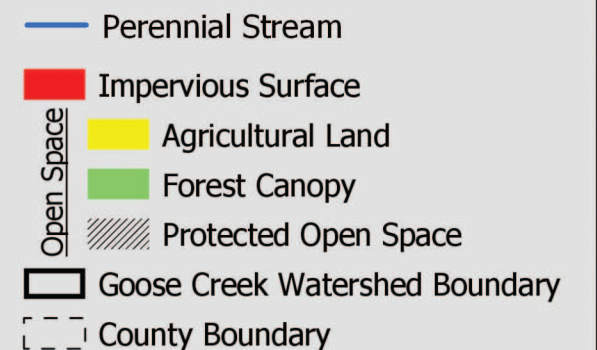 Perennial Stream
Impervious Surface
Open Space
Agricultural Land
Forest Canopy
Protected Open Space
Goose Creek Watershed Boundary
County Boundary